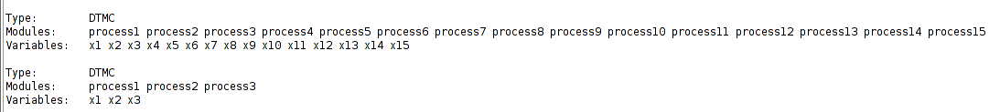 Type: DTMC
Modules: process1 process2 process3 process4 process5 process6 process7 process8 process9 process10 process11 process12 process13 process14 process15
Variables: x1 x2 x3 x4 x5 x6 x7 x8 x9 x10 x11 x12 x13 x14 x15
Type: DTMC
Modules: process1 process2 process3
Variables: x1 x2 x3